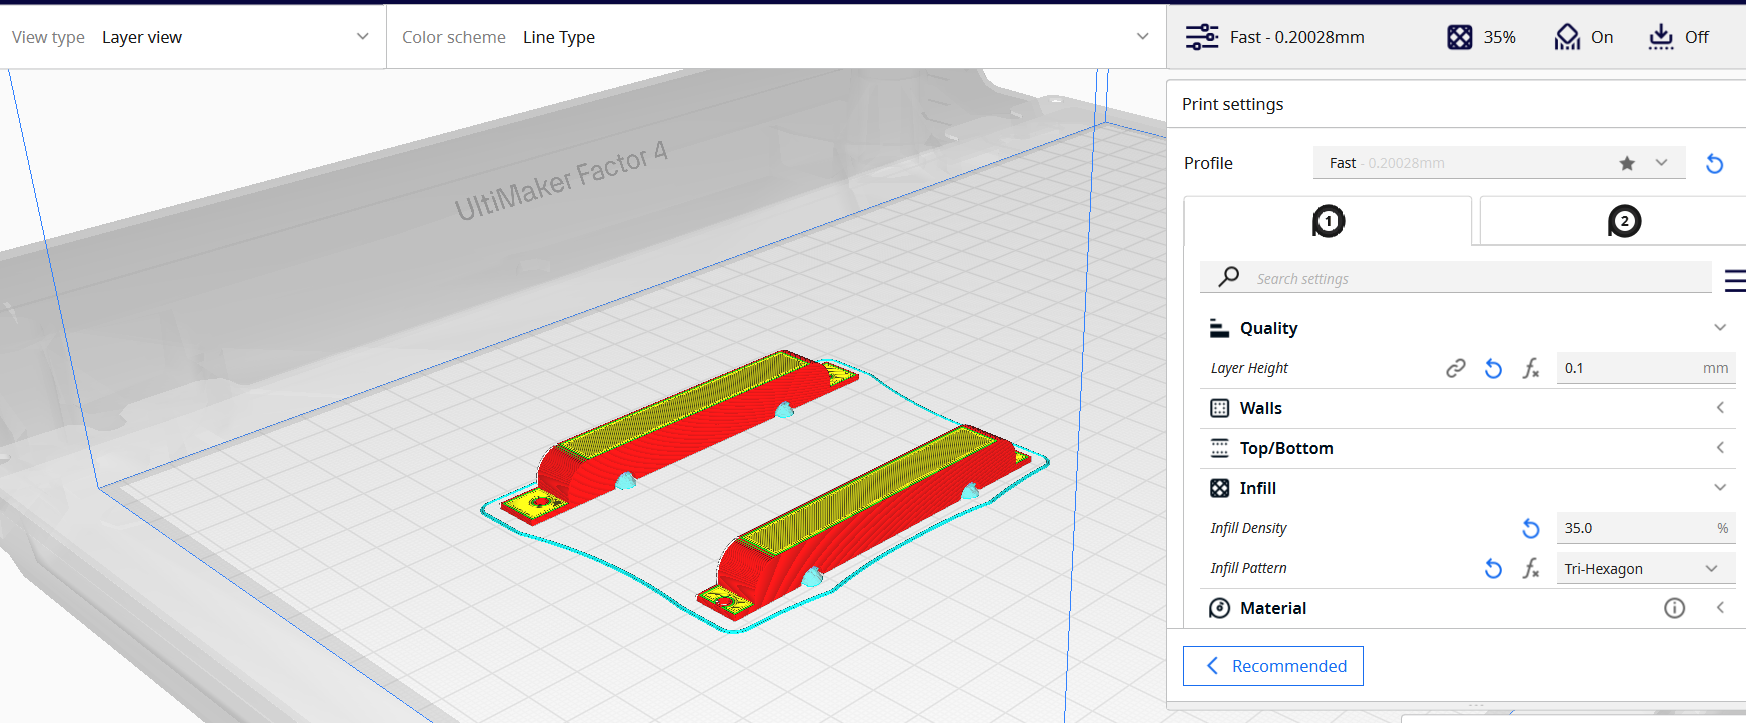 View type Layer view
Color scheme Line Type
Fast - 0.20028mm 35% On Off
UltiMaker Factor 4
Print settings
Profile Fast - 0.20028mm
1 2
Search settings
Quality
Layer Height 0.1 mm
Walls
Top/Bottom
Infill
Infill Density 35.0 %
Infill Pattern Tri-Hexagon
Material
Recommended